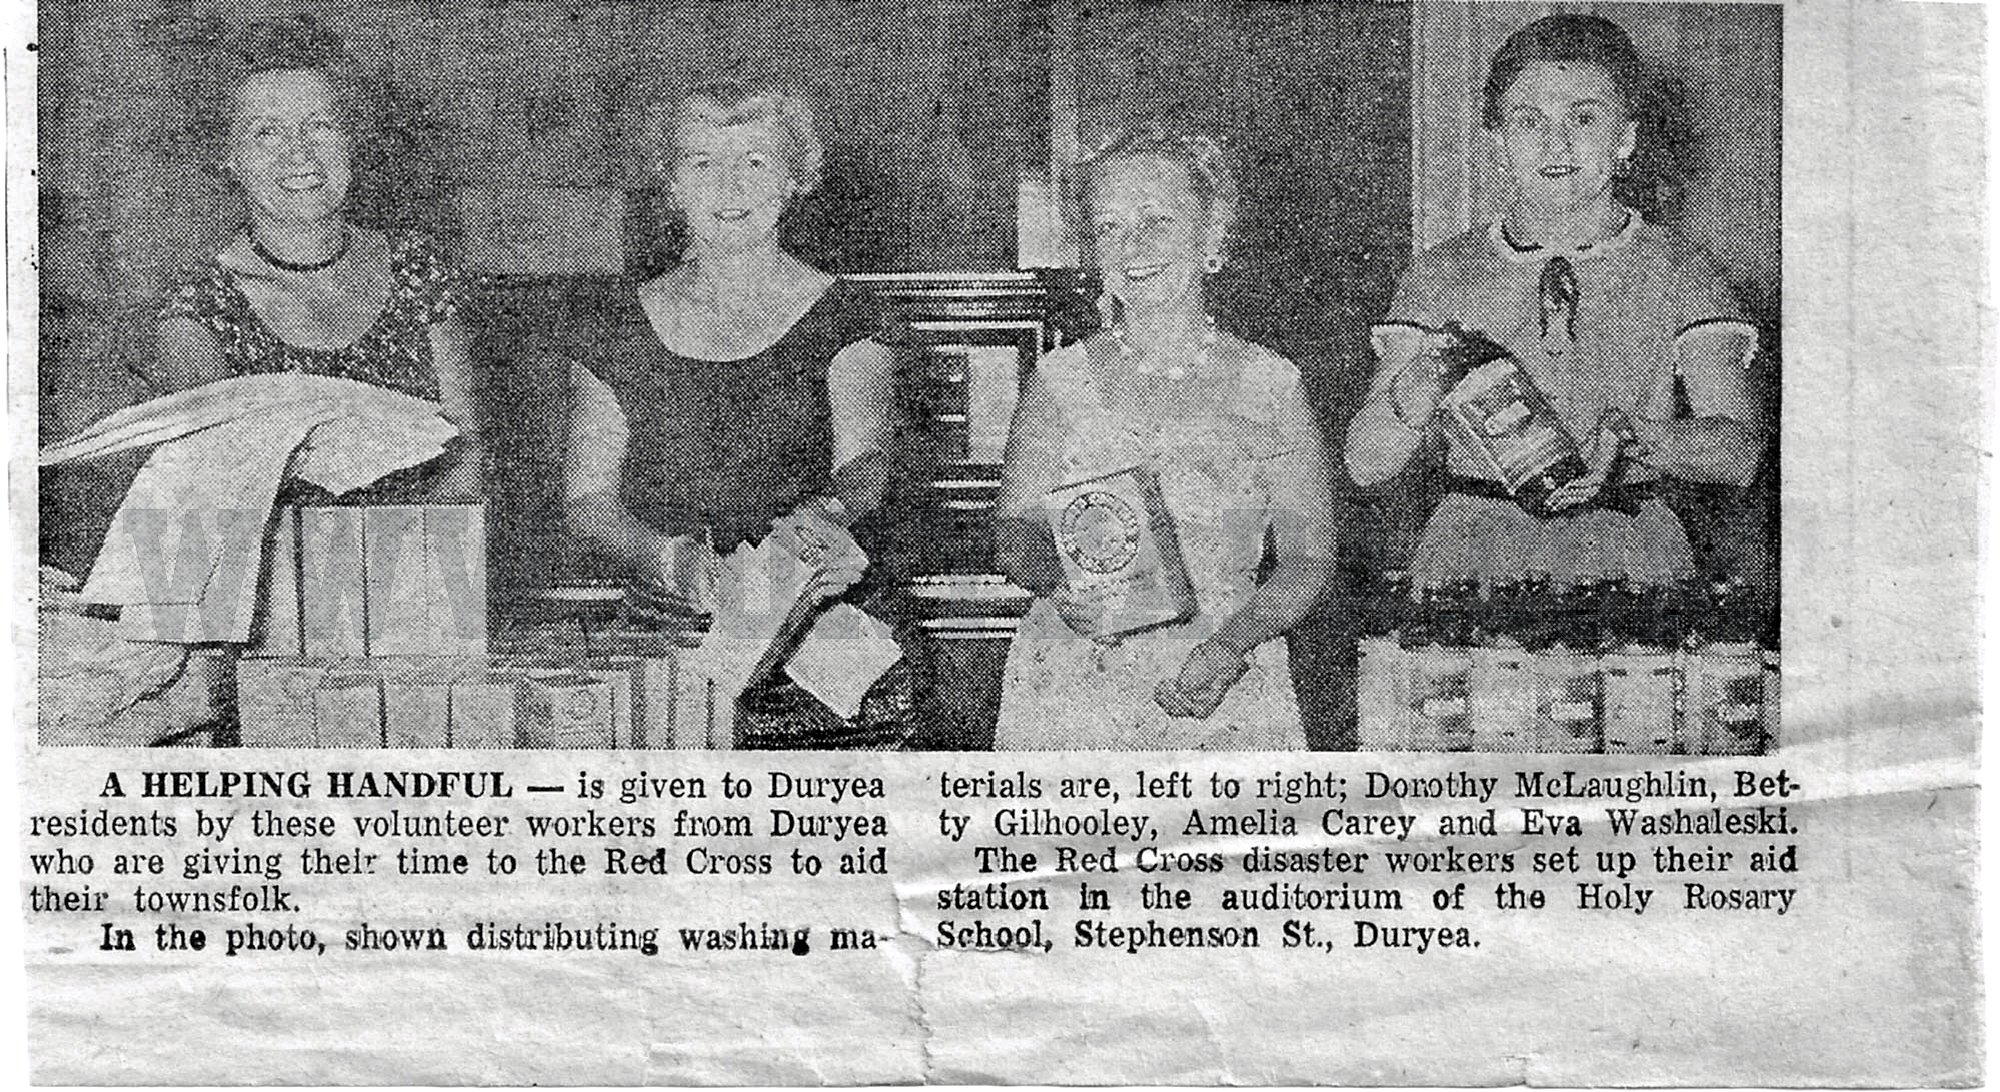 A HELPING HANDFUL — is given to Duryea
residents by these volunteer workers from Duryea
who are giving their time to the Red Cross to aid
their townsfolk.
In the photo, shown distributing washing ma-
terials are, left to right; Dorothy McLaughlin, Bet-
ty Gilhooley, Amelia Carey and Eva Washaleski.
The Red Cross disaster workers set up their aid
station in the auditorium of the Holy Rosary
School, Stephenson St., Duryea.